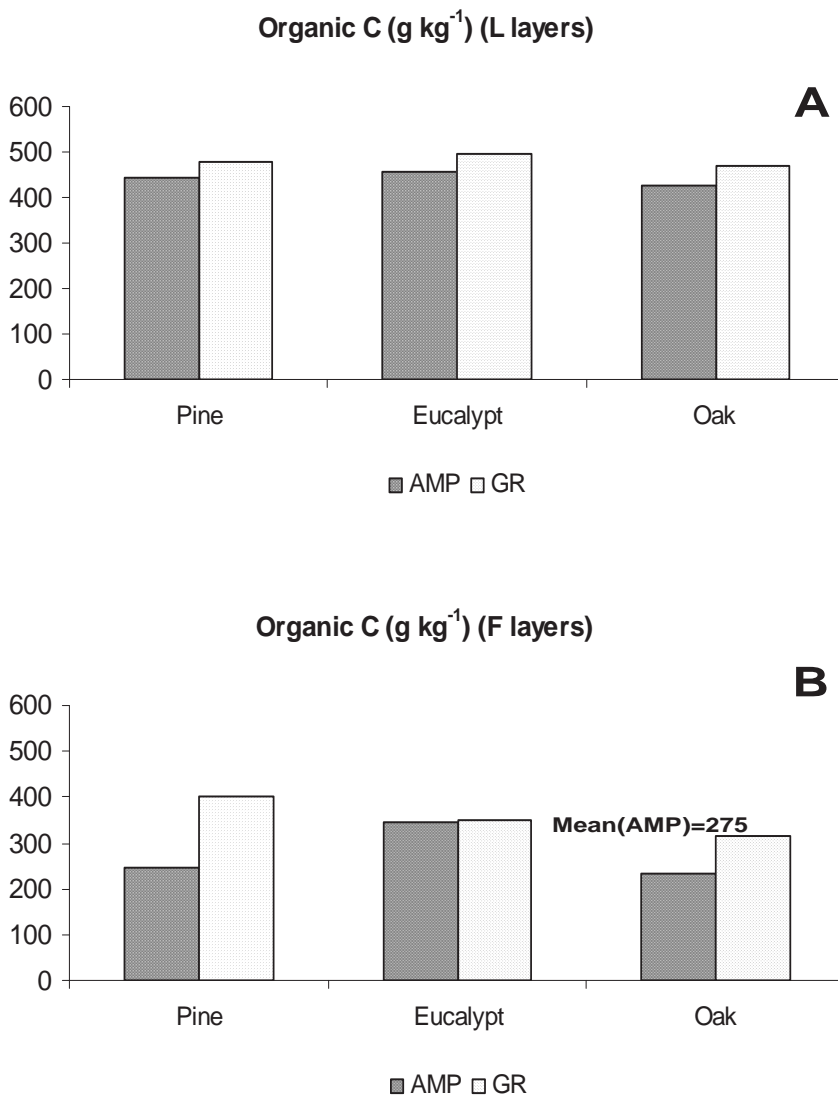 Organic C (g kg-1) (L layers)
A
600
500
400
300
200
100
0
Pine Eucalypt Oak
AMP GR
Organic C (g kg-1) (F layers)
B
600
500
400
300
200
100
0
Mean(AMP)=275
Pine Eucalypt Oak
AMP GR